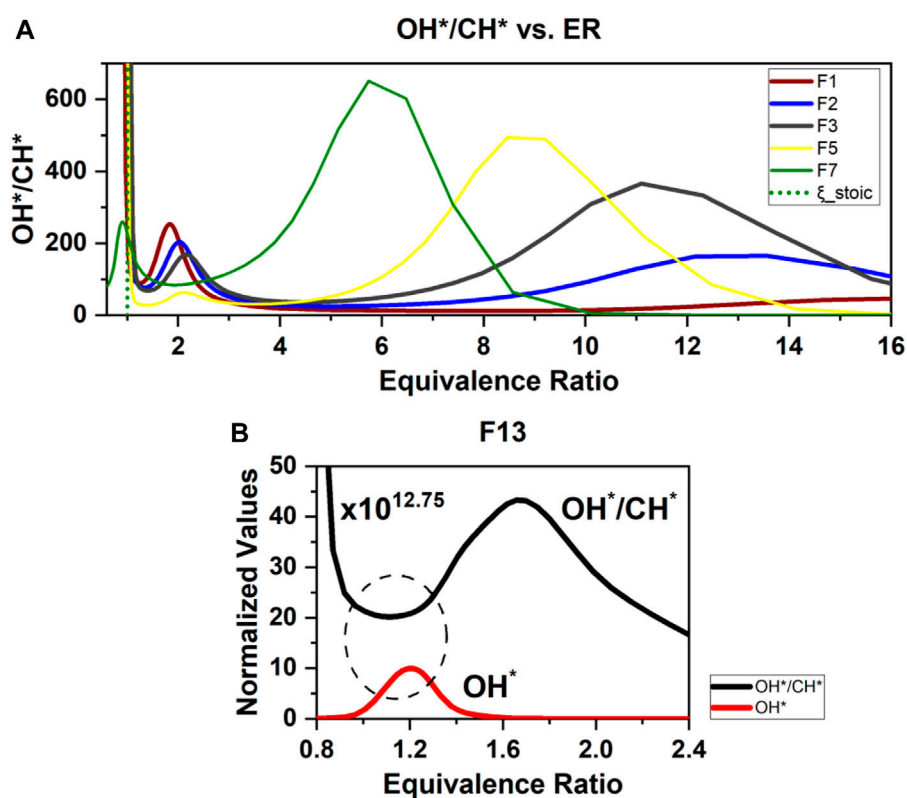 A
OH*/CH* vs. ER
OH*/CH*
600
400
200
0
F1
F2
F3
F5
F7
ξ_stoic
2 4 6 8 10 12 14 16
Equivalence Ratio
B
F13
Normalized Values
50
40
30
20
10
0
x10^12.75
OH*/CH*
OH*
0.8 1.2 1.6 2.0 2.4
Equivalence Ratio
OH*/CH*
OH*